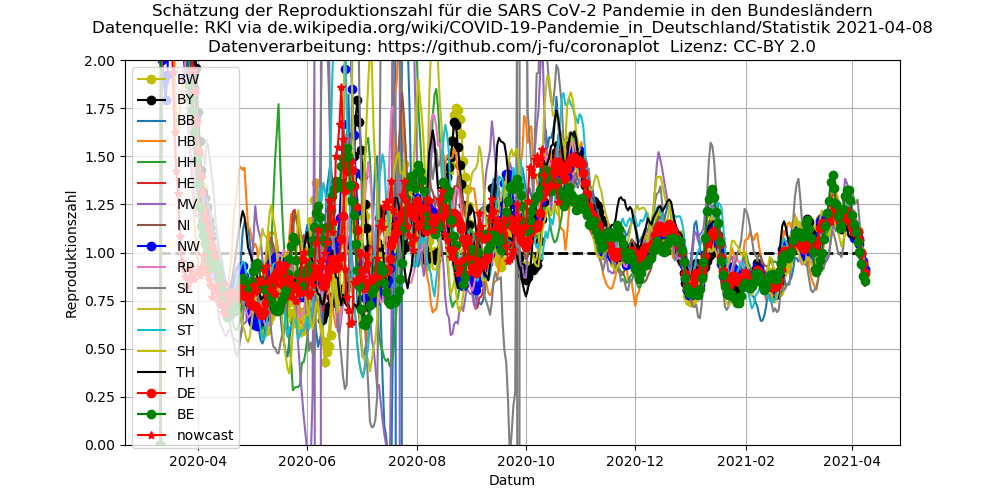 Schätzung der Reproduktionszahl für die SARS CoV-2 Pandemie in den Bundesländern
Datenquelle: RKI via de.wikipedia.org/wiki/COVID-19-Pandemie_in_Deutschland/Statistik 2021-04-08
Datenverarbeitung: https://github.com/j-fu/coronaplot Lizenz: CC-BY 2.0
Reproduktionszahl
2.00
1.75
1.50
1.25
1.00
0.75
0.50
0.25
0.00
BW
BY
BB
HB
HH
HE
MV
NI
NW
RP
SL
SN
ST
SH
TH
DE
BE
nowcast
2020-04 2020-06 2020-08 2020-10 2020-12 2021-02 2021-04
Datum